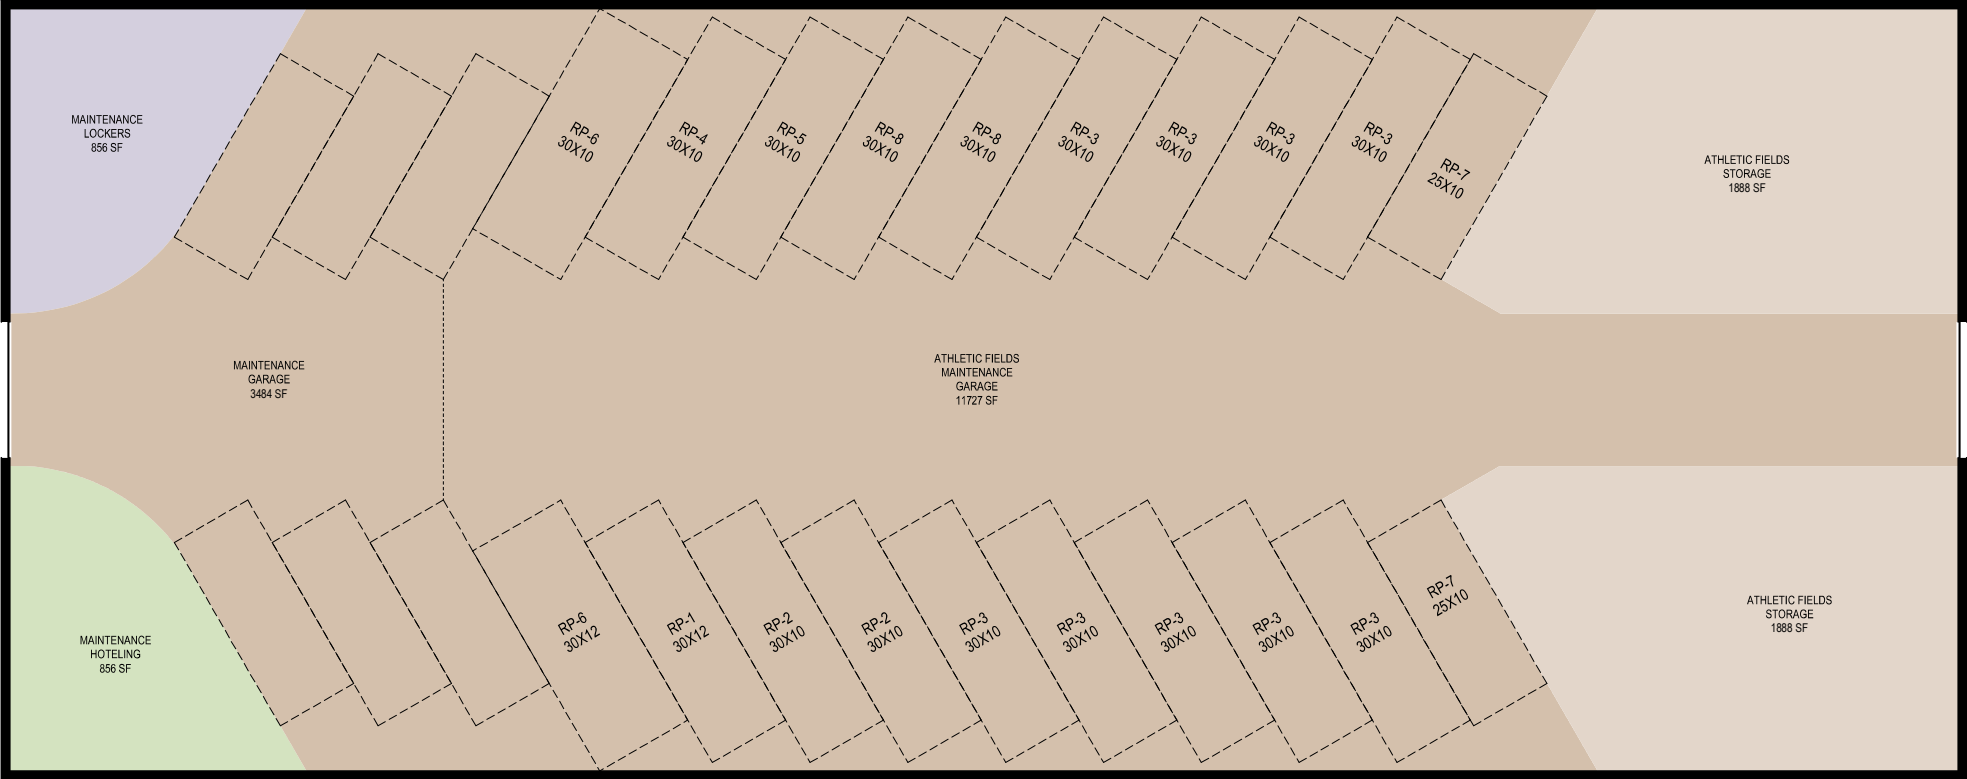 MAINTENANCE
LOCKERS
856 SF
RP-6
30X10
RP-4
30X10
RP-5
30X10
RP-8
30X10
RP-8
30X10
RP-3
30X10
RP-3
30X10
RP-3
30X10
RP-3
30X10
RP-7
25X10
ATHLETIC FIELDS
STORAGE
1888 SF
MAINTENANCE
GARAGE
3484 SF
ATHLETIC FIELDS
MAINTENANCE
GARAGE
11727 SF
MAINTENANCE
HOTELING
856 SF
RP-6
30X12
RP-1
30X12
RP-2
30X10
RP-2
30X10
RP-3
30X10
RP-3
30X10
RP-3
30X10
RP-3
30X10
RP-3
30X10
RP-7
25X10
ATHLETIC FIELDS
STORAGE
1888 SF